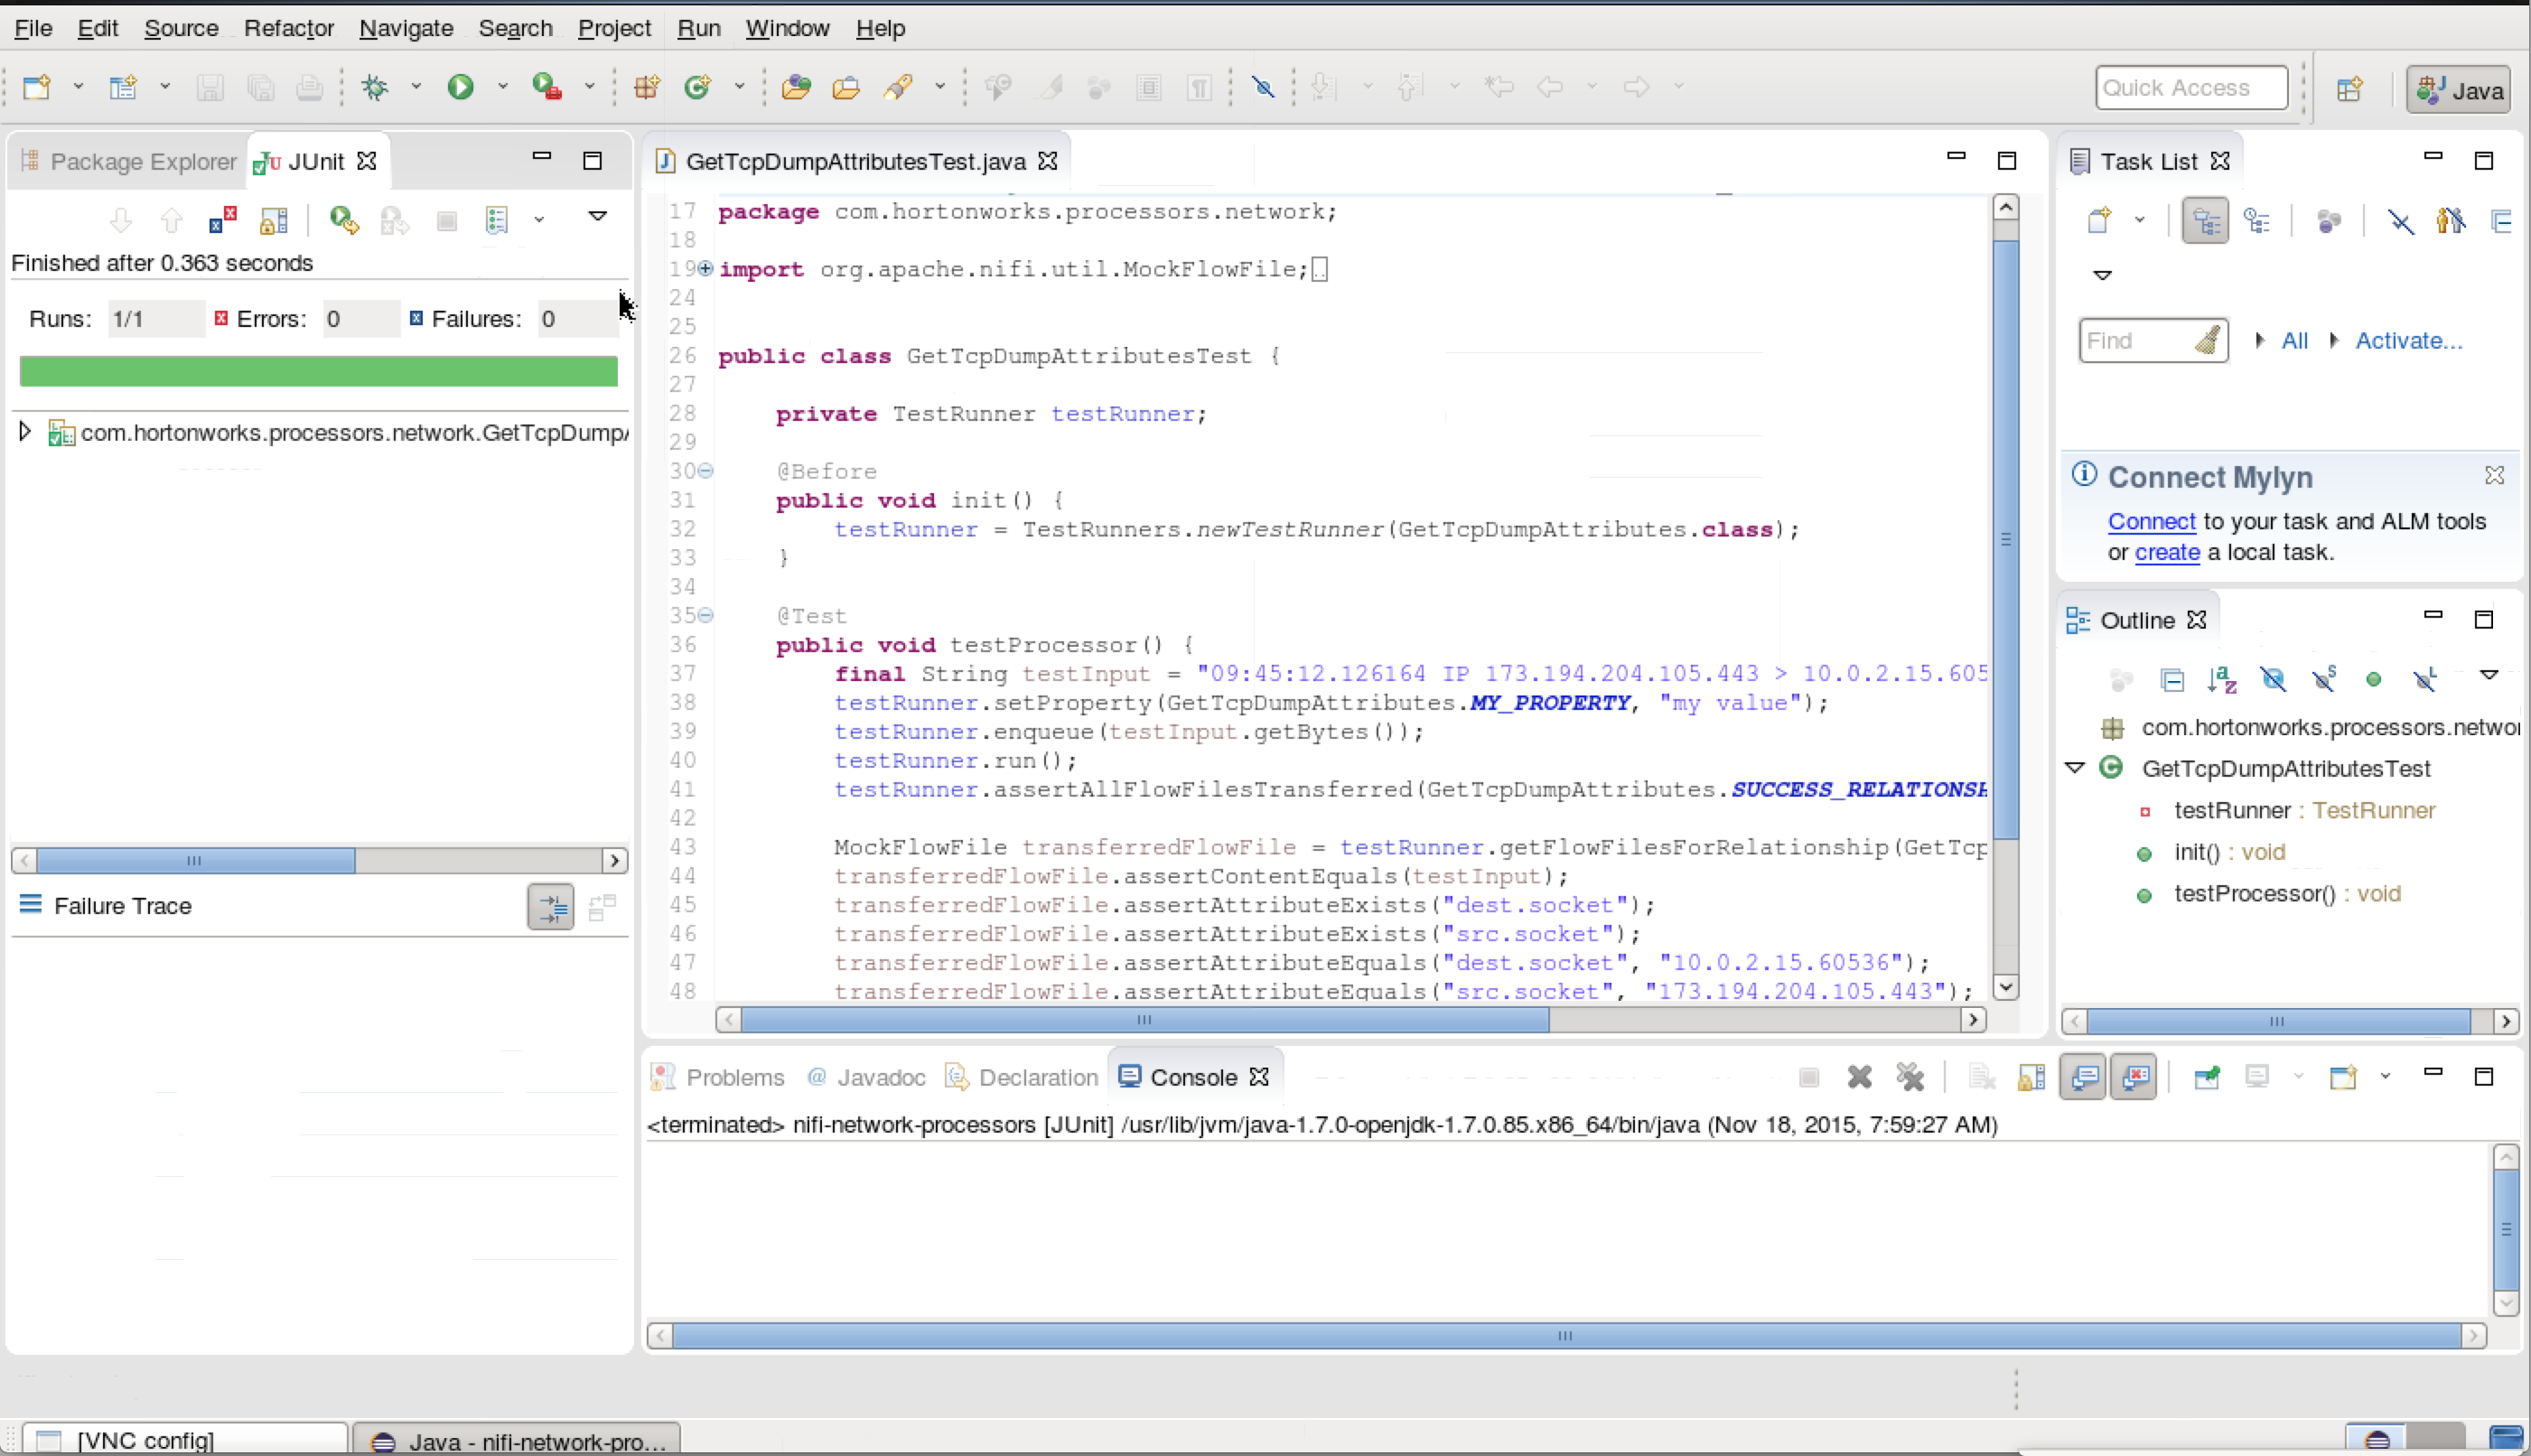 File Edit Source Refactor Navigate Search Project Run Window Help
Quick Access
Java
Package Explorer
JUnit
Finished after 0.363 seconds
Runs: 1/1 Errors: 0 Failures: 0
com.hortonworks.processors.network.GetTcpDump
Failure Trace
GetTcpDumpAttributesTest.java
17 package com.hortonworks.processors.network;
18
19 import org.apache.nifi.util.MockFlowFile;
24
25
26 public class GetTcpDumpAttributesTest {
27
28 private TestRunner testRunner;
29
30 @Before
31 public void init() {
32 testRunner = TestRunners.newTestRunner(GetTcpDumpAttributes.class);
33 }
34
35 @Test
36 public void testProcessor() {
37 final String testInput = "09:45:12.126164 IP 173.194.204.105.443 > 10.0.2.15.605
38 testRunner.setProperty(GetTcpDumpAttributes.MY_PROPERTY, "my value");
39 testRunner.enqueue(testInput.getBytes());
40 testRunner.run();
41 testRunner.assertAllFlowFilesTransferred(GetTcpDumpAttributes.SUCCESS_RELATIONSH
42
43 MockFlowFile transferredFlowFile = testRunner.getFlowFilesForRelationship(GetTcp
44 transferredFlowFile.assertContentEquals(testInput);
45 transferredFlowFile.assertAttributeExists("dest.socket");
46 transferredFlowFile.assertAttributeExists("src.socket");
47 transferredFlowFile.assertAttributeEquals("dest.socket", "10.0.2.15.60536");
48 transferredFlowFile.assertAttributeEquals("src.socket", "173.194.204.105.443");
Task List
Find All Activate...
Connect Mylyn
Connect to your task and ALM tools
or create a local task.
Outline
com.hortonworks.processors.networ
GetTcpDumpAttributesTest
testRunner : TestRunner
init() : void
testProcessor() : void
Problems @ Javadoc Declaration Console
<terminated> nifi-network-processors [JUnit] /usr/lib/jvm/java-1.7.0-openjdk-1.7.0.85.x86_64/bin/java (Nov 18, 2015, 7:59:27 AM)
[VNC config]
Java - nifi-network-pro...